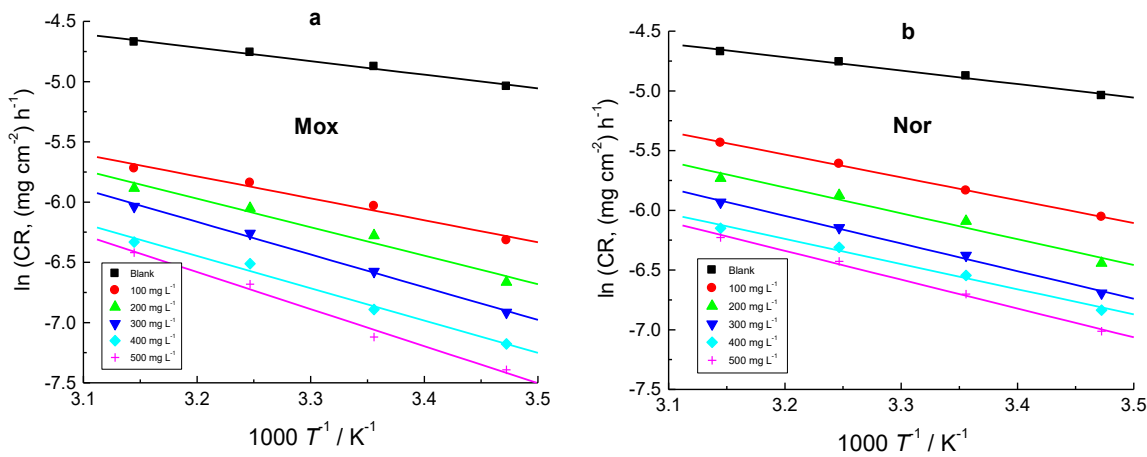 a
Mox
ln (CR, (mg cm⁻²) h⁻¹)
-4.5
-5.0
-5.5
-6.0
-6.5
-7.0
-7.5
Blank
100 mg L⁻¹
200 mg L⁻¹
300 mg L⁻¹
400 mg L⁻¹
500 mg L⁻¹
3.1 3.2 3.3 3.4 3.5
1000 T⁻¹ / K⁻¹
b
Nor
ln (CR, (mg cm⁻²) h⁻¹)
-4.5
-5.0
-5.5
-6.0
-6.5
-7.0
-7.5
Blank
100 mg L⁻¹
200 mg L⁻¹
300 mg L⁻¹
400 mg L⁻¹
500 mg L⁻¹
3.1 3.2 3.3 3.4 3.5
1000 T⁻¹ / K⁻¹